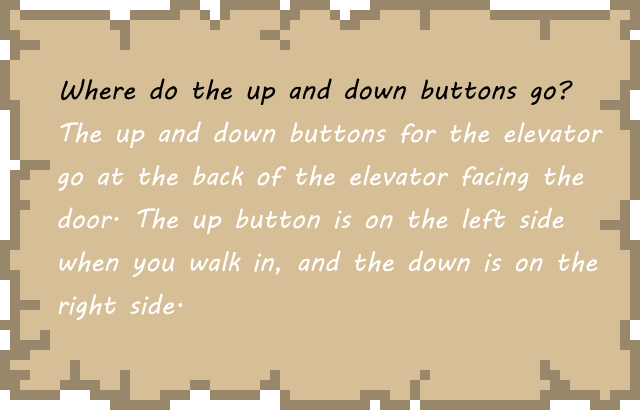 Where do the up and down buttons go?
The up and down buttons for the elevator
go at the back of the elevator facing the
door. The up button is on the left side
when you walk in, and the down is on the
right side.